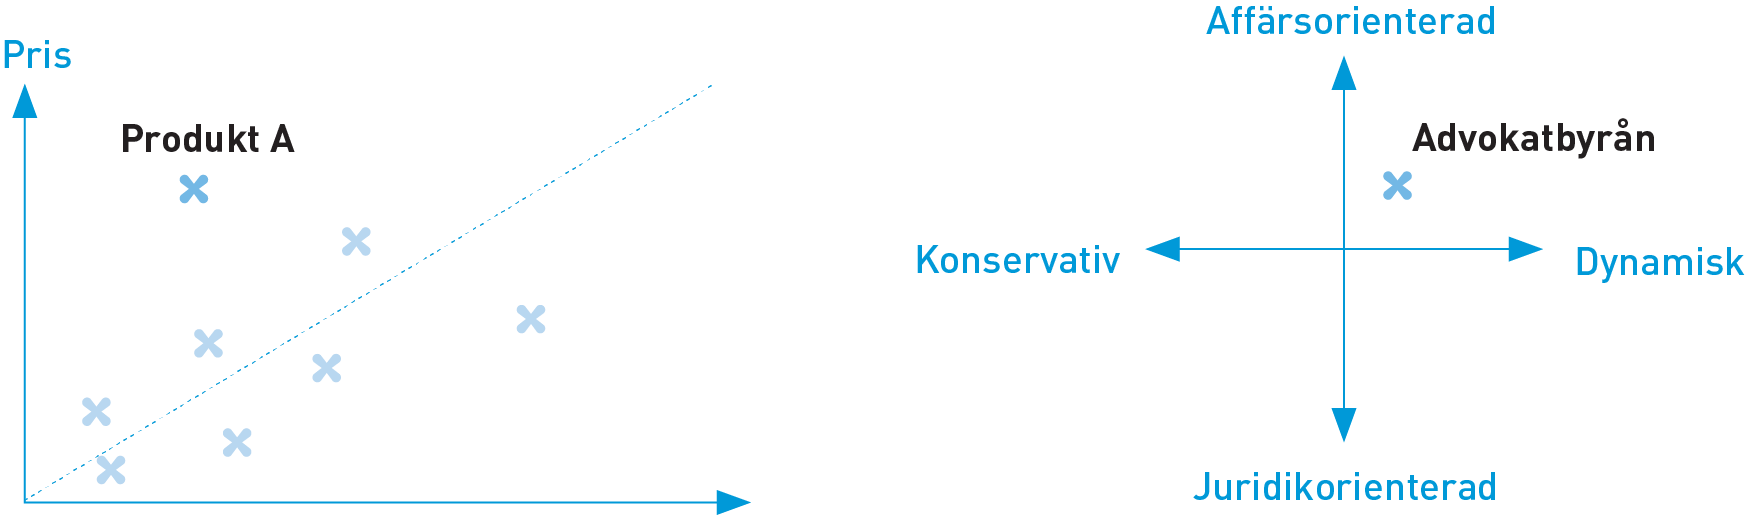 Pris
Produkt A
Affärsorienterad
Advokatbyrån
Konservativ
Dynamisk
Juridikorienterad